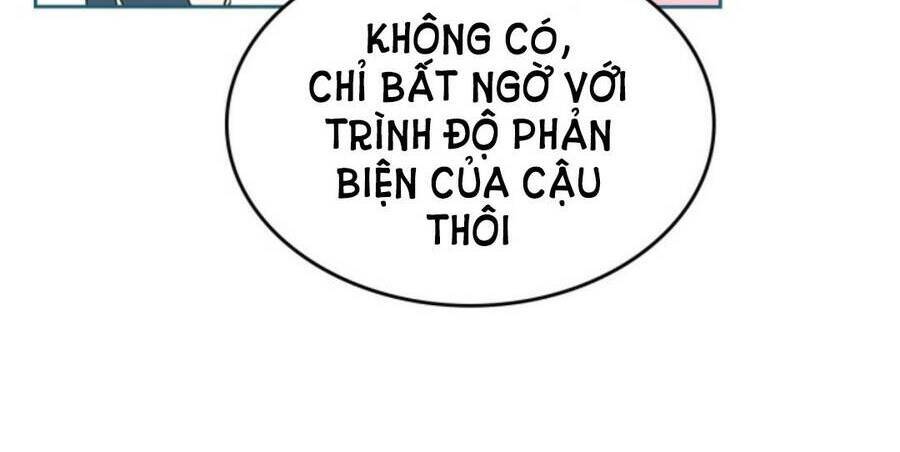 KHÔNG CÓ,
CHỈ BẤT NGỜ VỚI
TRÌNH ĐỘ PHẢN
BIỆN CỦA CẬU
THÔI